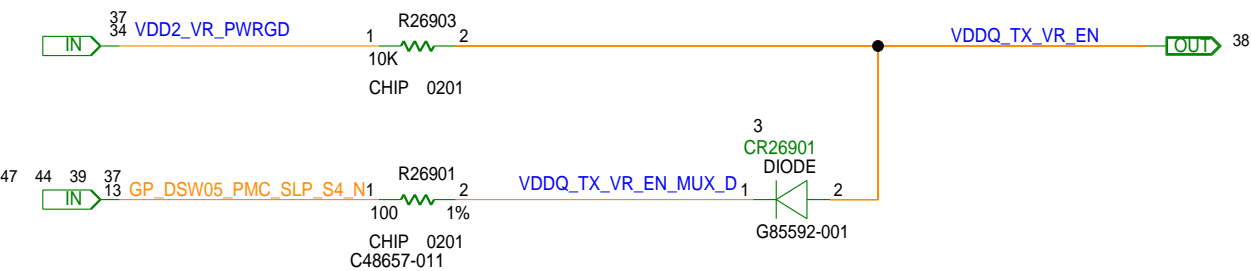 37
34 VDD2_VR_PWRGD
R26903
IN
1
2
10K
CHIP 0201
VDDQ_TX_VR_EN
OUT 38
3
CR26901
DIODE
47 44 39 37
IN
13 GP_DSW05_PMC_SLP_S4_N
R26901
1
2
100
1%
CHIP 0201
C48657-011
VDDQ_TX_VR_EN_MUX_D
1
2
G85592-001